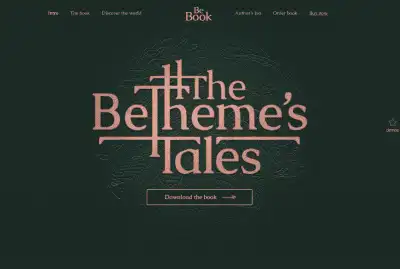 Intro
The book
Discover the world
Be
Book
Author's bio
Order book
Buy now
The
BeTheme's
Tales
Download the book